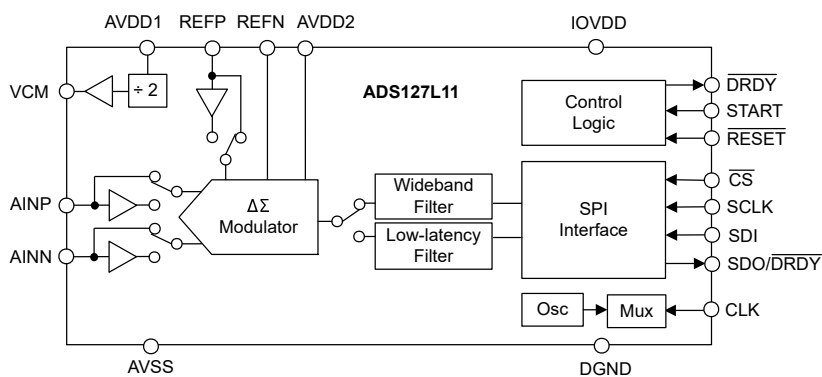 AVDD1 REFP REFN AVDD2 IOVDD
VCM
÷ 2
ADS127L11
Control
Logic
DRDY
START
RESET
AINP
AINN
ΔΣ
Modulator
Wideband
Filter
Low-latency
Filter
SPI
Interface
CS
SCLK
SDI
SDO/DRDY
Osc
Mux
CLK
AVSS
DGND